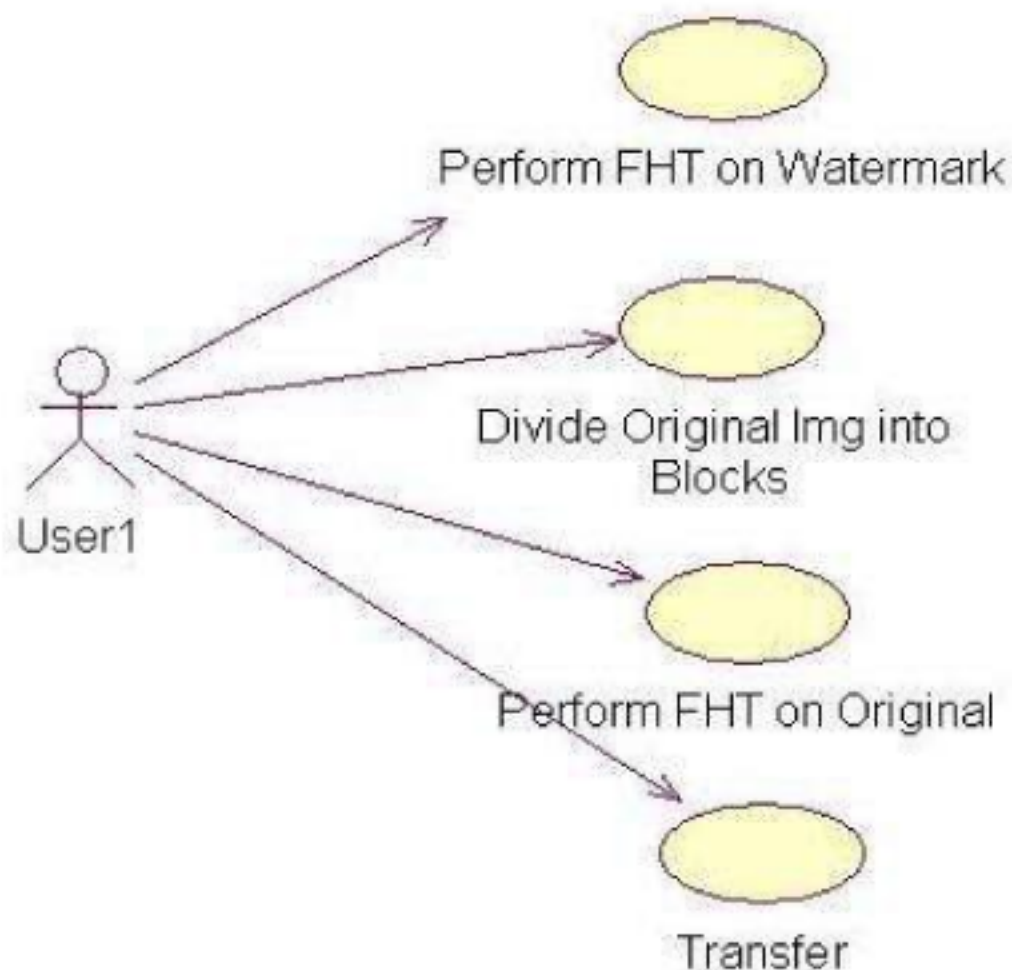 Perform FHT on Watermark
Divide Original Img into
Blocks
User1
Perform FHT on Original
Transfer